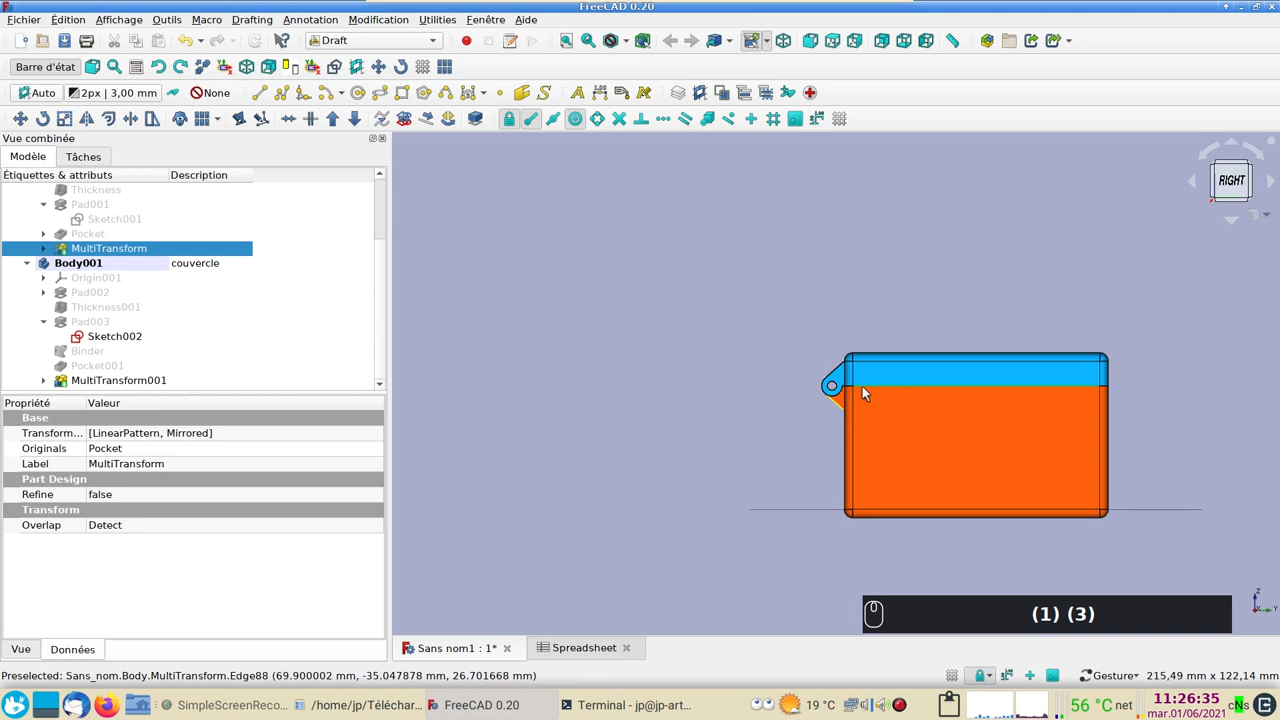 FreeCAD 0.20
Fichier Édition Affichage Outils Macro Drafting Annotation Modification Utilities Fenêtre Aide
Draft
Barre d'état
Auto 2px | 3,00 mm None
Vue combinée
Modèle Tâches
Étiquettes & attributs Description
Thickness
Pad001
Sketch001
Pocket
MultiTransform
Body001 couvercle
Origin001
Pad002
Thickness001
Pad003
Sketch002
Binder
Pocket001
MultiTransform001
Propriété Valeur
Base
Transform... [LinearPattern, Mirrored]
Originals Pocket
Label MultiTransform
Part Design
Refine false
Transform
Overlap Detect
RIGHT
Z
Y
(1) (3)
Vue Données
Sans nom1 : 1* Spreadsheet
Preselected: Sans_nom.Body.MultiTransform.Edge88 (69.900002 mm, -35.047878 mm, 26.701668 mm)
Gesture 215,49 mm x 122,14 mm
SimpleScreenReco... /home/jp/Téléchar... FreeCAD 0.20 Terminal - jp@jp-art...
19 °C
56 °C net
11:26:35
mar.01/06/2021